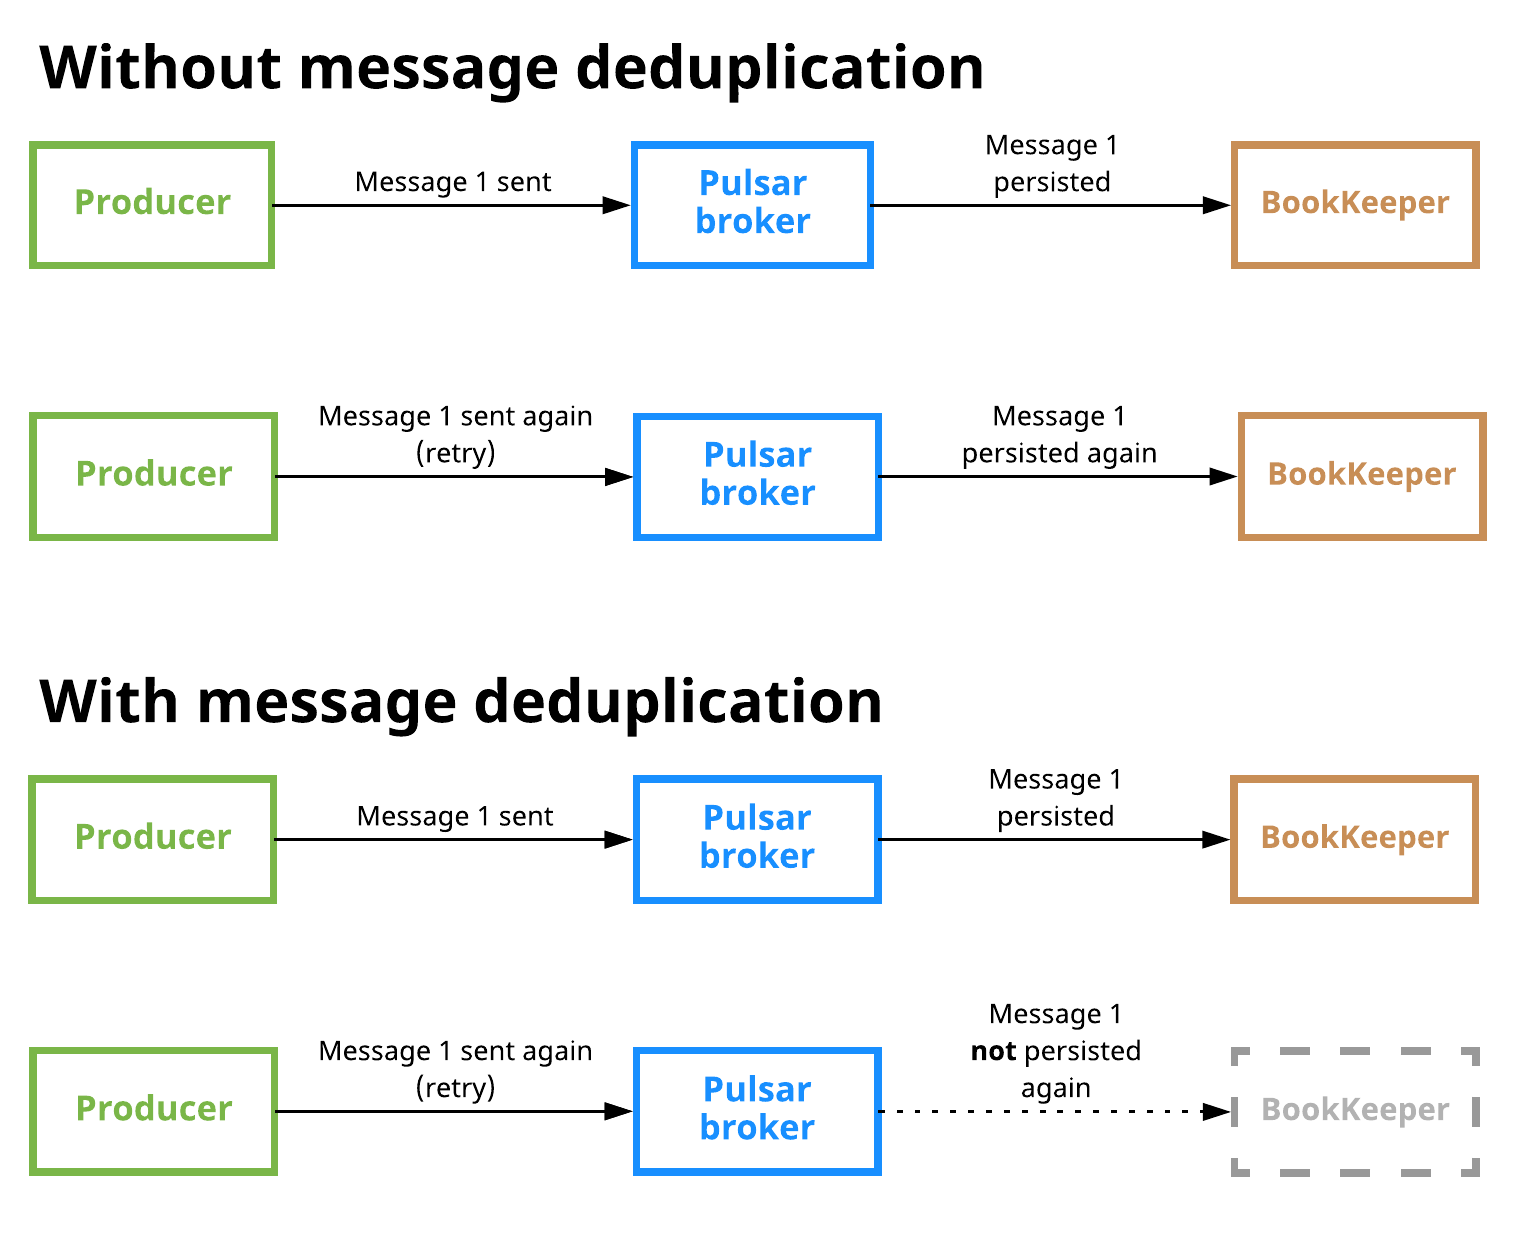 Without message deduplication
Producer
Message 1 sent
Pulsar
broker
Message 1
persisted
BookKeeper
Producer
Message 1 sent again
(retry)
Pulsar
broker
Message 1
persisted again
BookKeeper
With message deduplication
Producer
Message 1 sent
Pulsar
broker
Message 1
persisted
BookKeeper
Producer
Message 1 sent again
(retry)
Pulsar
broker
Message 1
not persisted
again
BookKeeper